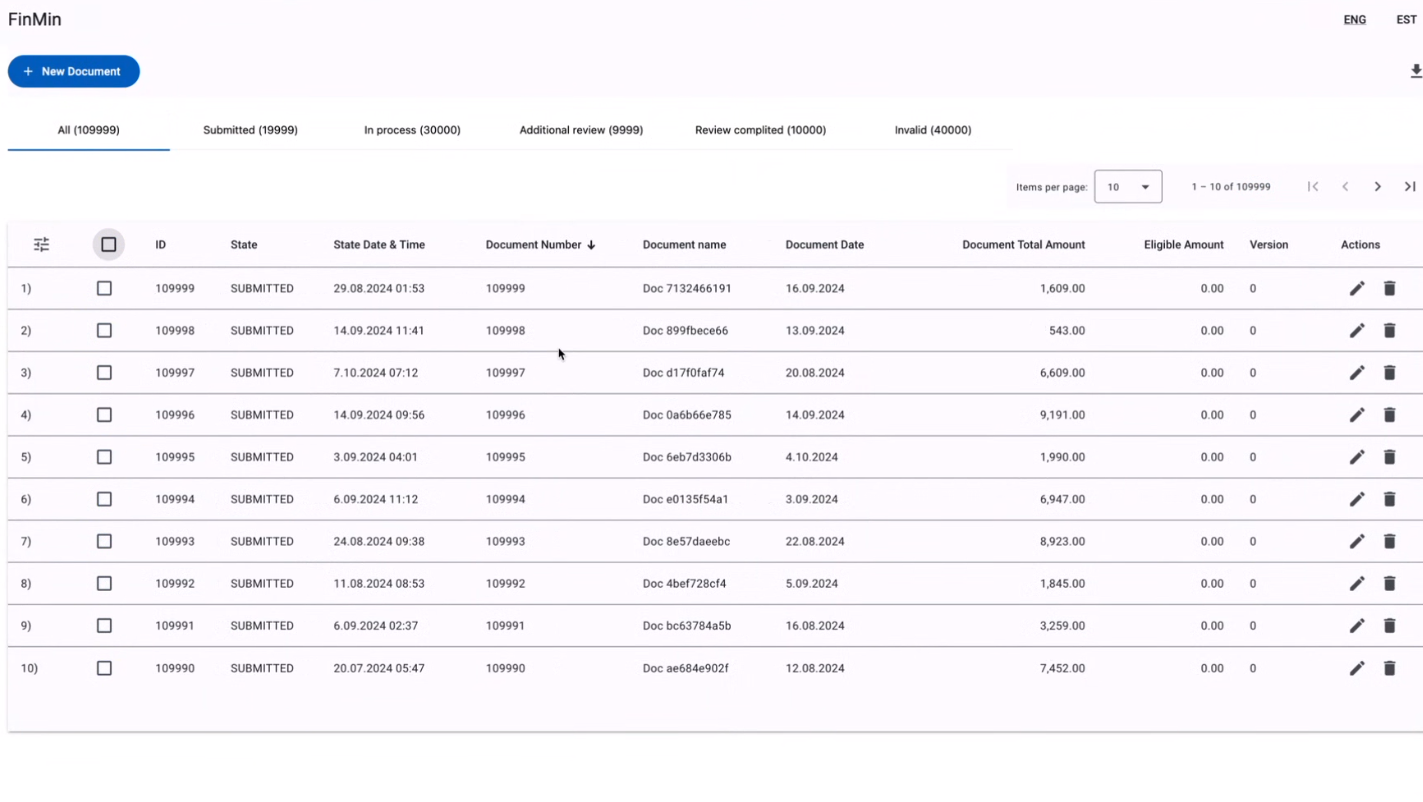 FinMin ENG EST
+ New Document
All (109999) Submitted (19999) In process (30000) Additional review (9999) Review complited (10000) Invalid (40000)
Items per page: 10 1 – 10 of 109999
ID State State Date & Time Document Number Document name Document Date Document Total Amount Eligible Amount Version Actions
1) 109999 SUBMITTED 29.08.2024 01:53 109999 Doc 7132466191 16.09.2024 1,609.00 0.00 0
2) 109998 SUBMITTED 14.09.2024 11:41 109998 Doc 899fbece66 13.09.2024 543.00 0.00 0
3) 109997 SUBMITTED 7.10.2024 07:12 109997 Doc d17f0faf74 20.08.2024 6,609.00 0.00 0
4) 109996 SUBMITTED 14.09.2024 09:56 109996 Doc 0a6b66e785 14.09.2024 9,191.00 0.00 0
5) 109995 SUBMITTED 3.09.2024 04:01 109995 Doc 6eb7d3306b 4.10.2024 1,990.00 0.00 0
6) 109994 SUBMITTED 6.09.2024 11:12 109994 Doc e0135f54a1 3.09.2024 6,947.00 0.00 0
7) 109993 SUBMITTED 24.08.2024 09:38 109993 Doc 8e57daeebc 22.08.2024 8,923.00 0.00 0
8) 109992 SUBMITTED 11.08.2024 08:53 109992 Doc 4bef728cf4 5.09.2024 1,845.00 0.00 0
9) 109991 SUBMITTED 6.09.2024 02:37 109991 Doc bc63784a5b 16.08.2024 3,259.00 0.00 0
10) 109990 SUBMITTED 20.07.2024 05:47 109990 Doc ae684e902f 12.08.2024 7,452.00 0.00 0